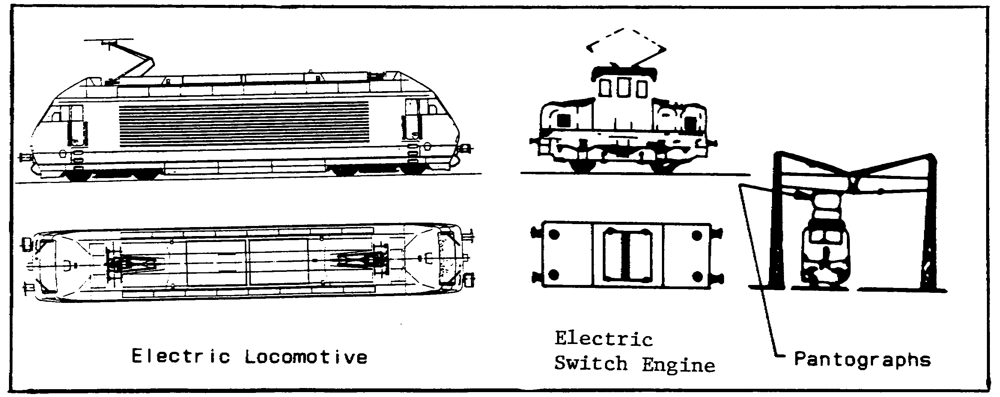 Electric Locomotive
Electric
Switch Engine
Pantographs